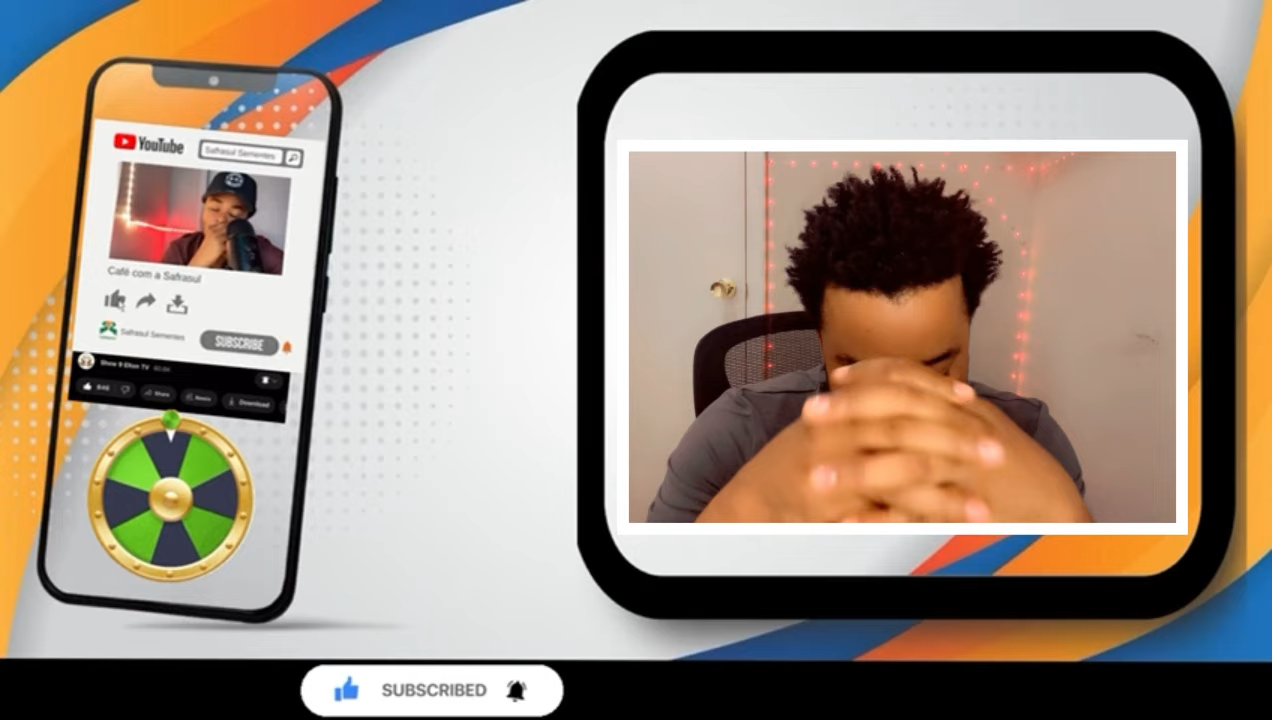 YouTube
Safrasul Sementes
Café com a Safrasul
Safrasul Sementes
SUBSCRIBE
Share
Download
SUBSCRIBED